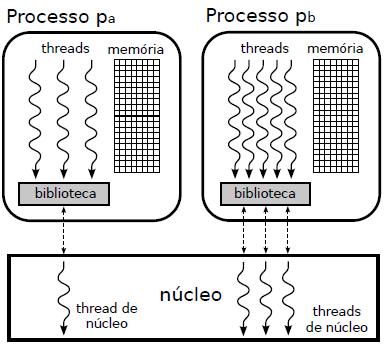 Processo pa
Processo pb
threads
memória
threads
memória
biblioteca
biblioteca
núcleo
thread de
núcleo
threads
de núcleo